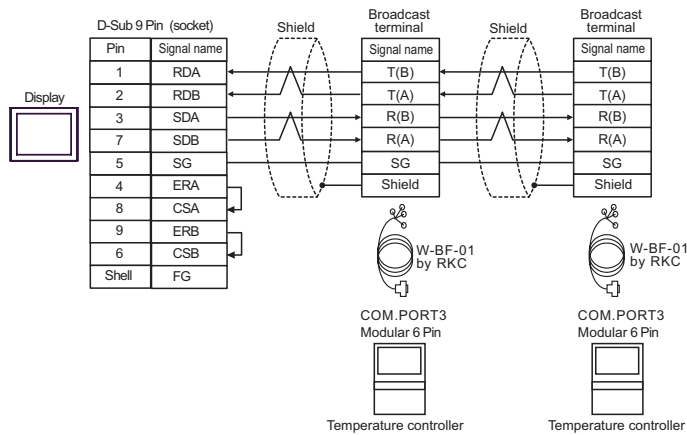 D-Sub 9 Pin (socket)
Shield
Broadcast
terminal
Shield
Broadcast
terminal
Pin Signal name
Signal name
Signal name
1 RDA
T(B)
T(B)
Display
2 RDB
T(A)
T(A)
3 SDA
R(B)
R(B)
7 SDB
R(A)
R(A)
5 SG
SG
SG
4 ERA
Shield
Shield
8 CSA
9 ERB
6 CSB
Shell FG
W-BF-01
by RKC
W-BF-01
by RKC
COM.PORT3
Modular 6 Pin
COM.PORT3
Modular 6 Pin
Temperature controller
Temperature controller